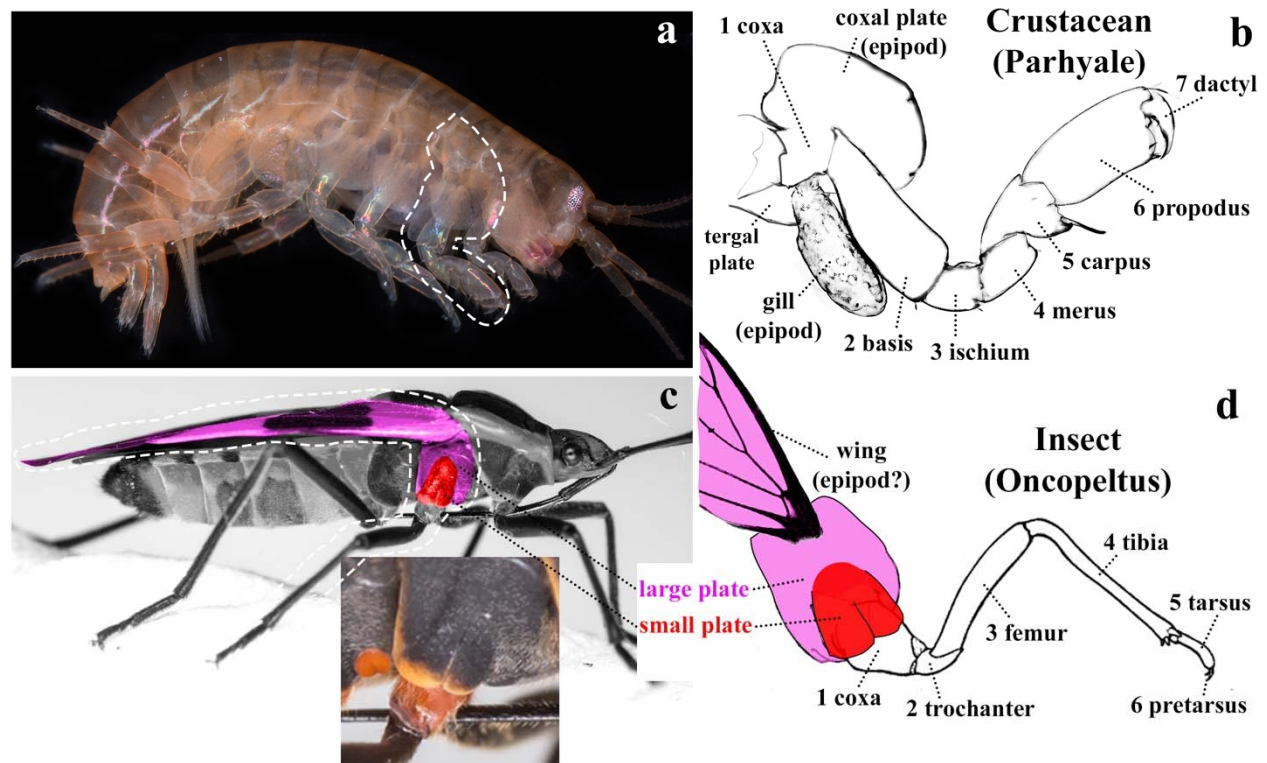 a
b
Crustacean
(Parhyale)
1 coxa
coxal plate
(epipod)
7 dactyl
6 propodus
tergal
plate
5 carpus
gill
(epipod)
4 merus
2 basis
3 ischium
c
d
Insect
(Oncopeltus)
wing
(epipod?)
large plate
small plate
4 tibia
3 femur
5 tarsus
1 coxa
2 trochanter
6 pretarsus